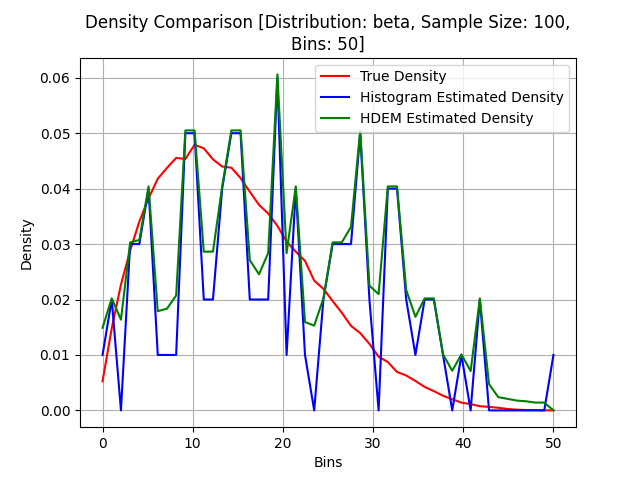 Density Comparison [Distribution: beta, Sample Size: 100,
Bins: 50]
True Density
Histogram Estimated Density
HDEM Estimated Density
Density
0.06
0.05
0.04
0.03
0.02
0.01
0.00
0 10 20 30 40 50
Bins